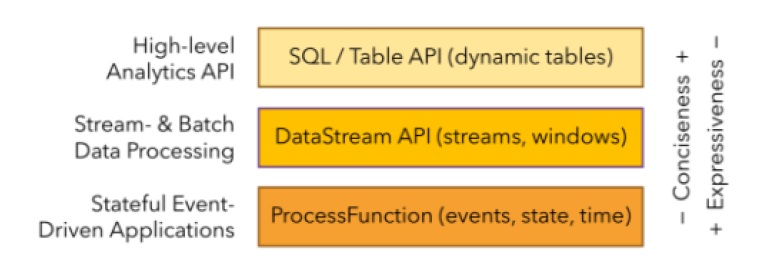 High-level
Analytics API
SQL / Table API (dynamic tables)
Stream- & Batch
Data Processing
DataStream API (streams, windows)
Stateful Event-
Driven Applications
ProcessFunction (events, state, time)
− Conciseness +
+ Expressiveness −